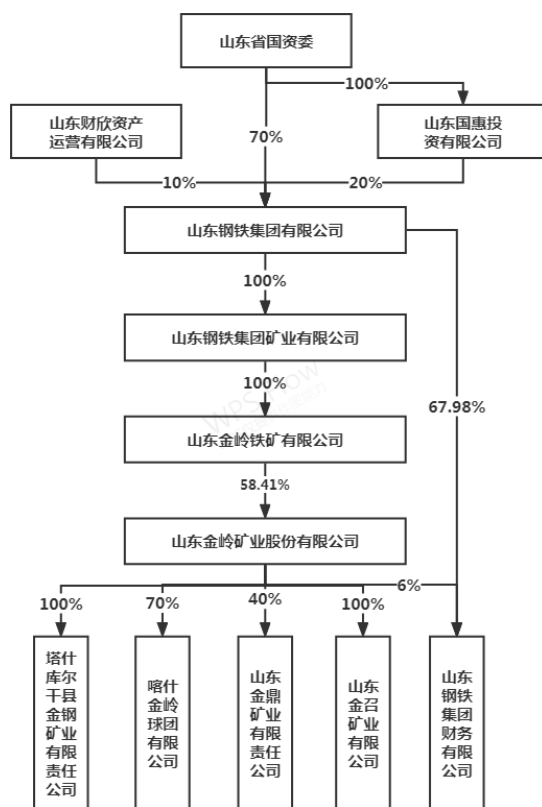 山东省国资委
100%
山东财欣资产
运营有限公司
70%
山东国惠投
资有限公司
10%
20%
山东钢铁集团有限公司
100%
山东钢铁集团矿业有限公司
100%
67.98%
山东金岭铁矿有限公司
58.41%
山东金岭矿业股份有限公司
100%
70%
40%
100%
6%
塔什
库尔
干县
金钢
矿业
有限
责任
公司
喀什
金岭
球团
有限
公司
山东
金鼎
矿业
有限
责任
公司
山东
金召
矿业
有限
公司
山东
钢铁
集团
财务
有限
公司
WPS Now